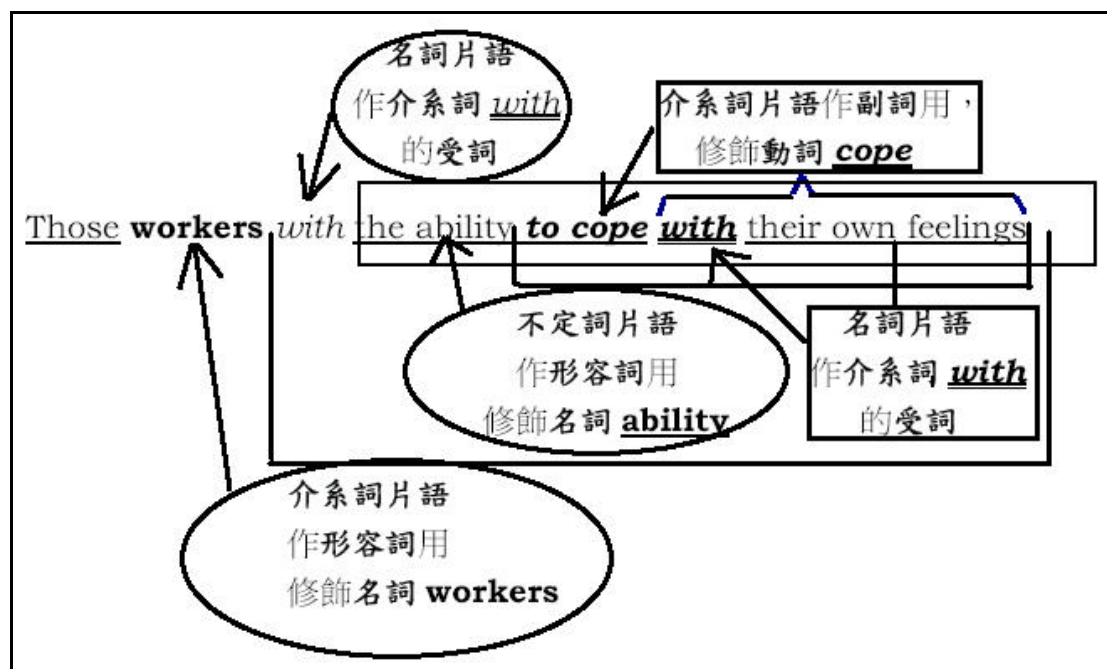 名詞片語
作介系詞 with
的受詞
介系詞片語作副詞用，
修飾動詞 cope
Those workers with the ability to cope with their own feelings
不定詞片語
作形容詞用
修飾名詞 ability
名詞片語
作介系詞 with
的受詞
介系詞片語
作形容詞用
修飾名詞 workers